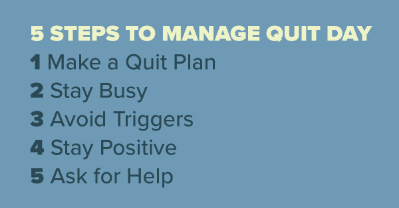 5 STEPS TO MANAGE QUIT DAY
1 Make a Quit Plan
2 Stay Busy
3 Avoid Triggers
4 Stay Positive
5 Ask for Help